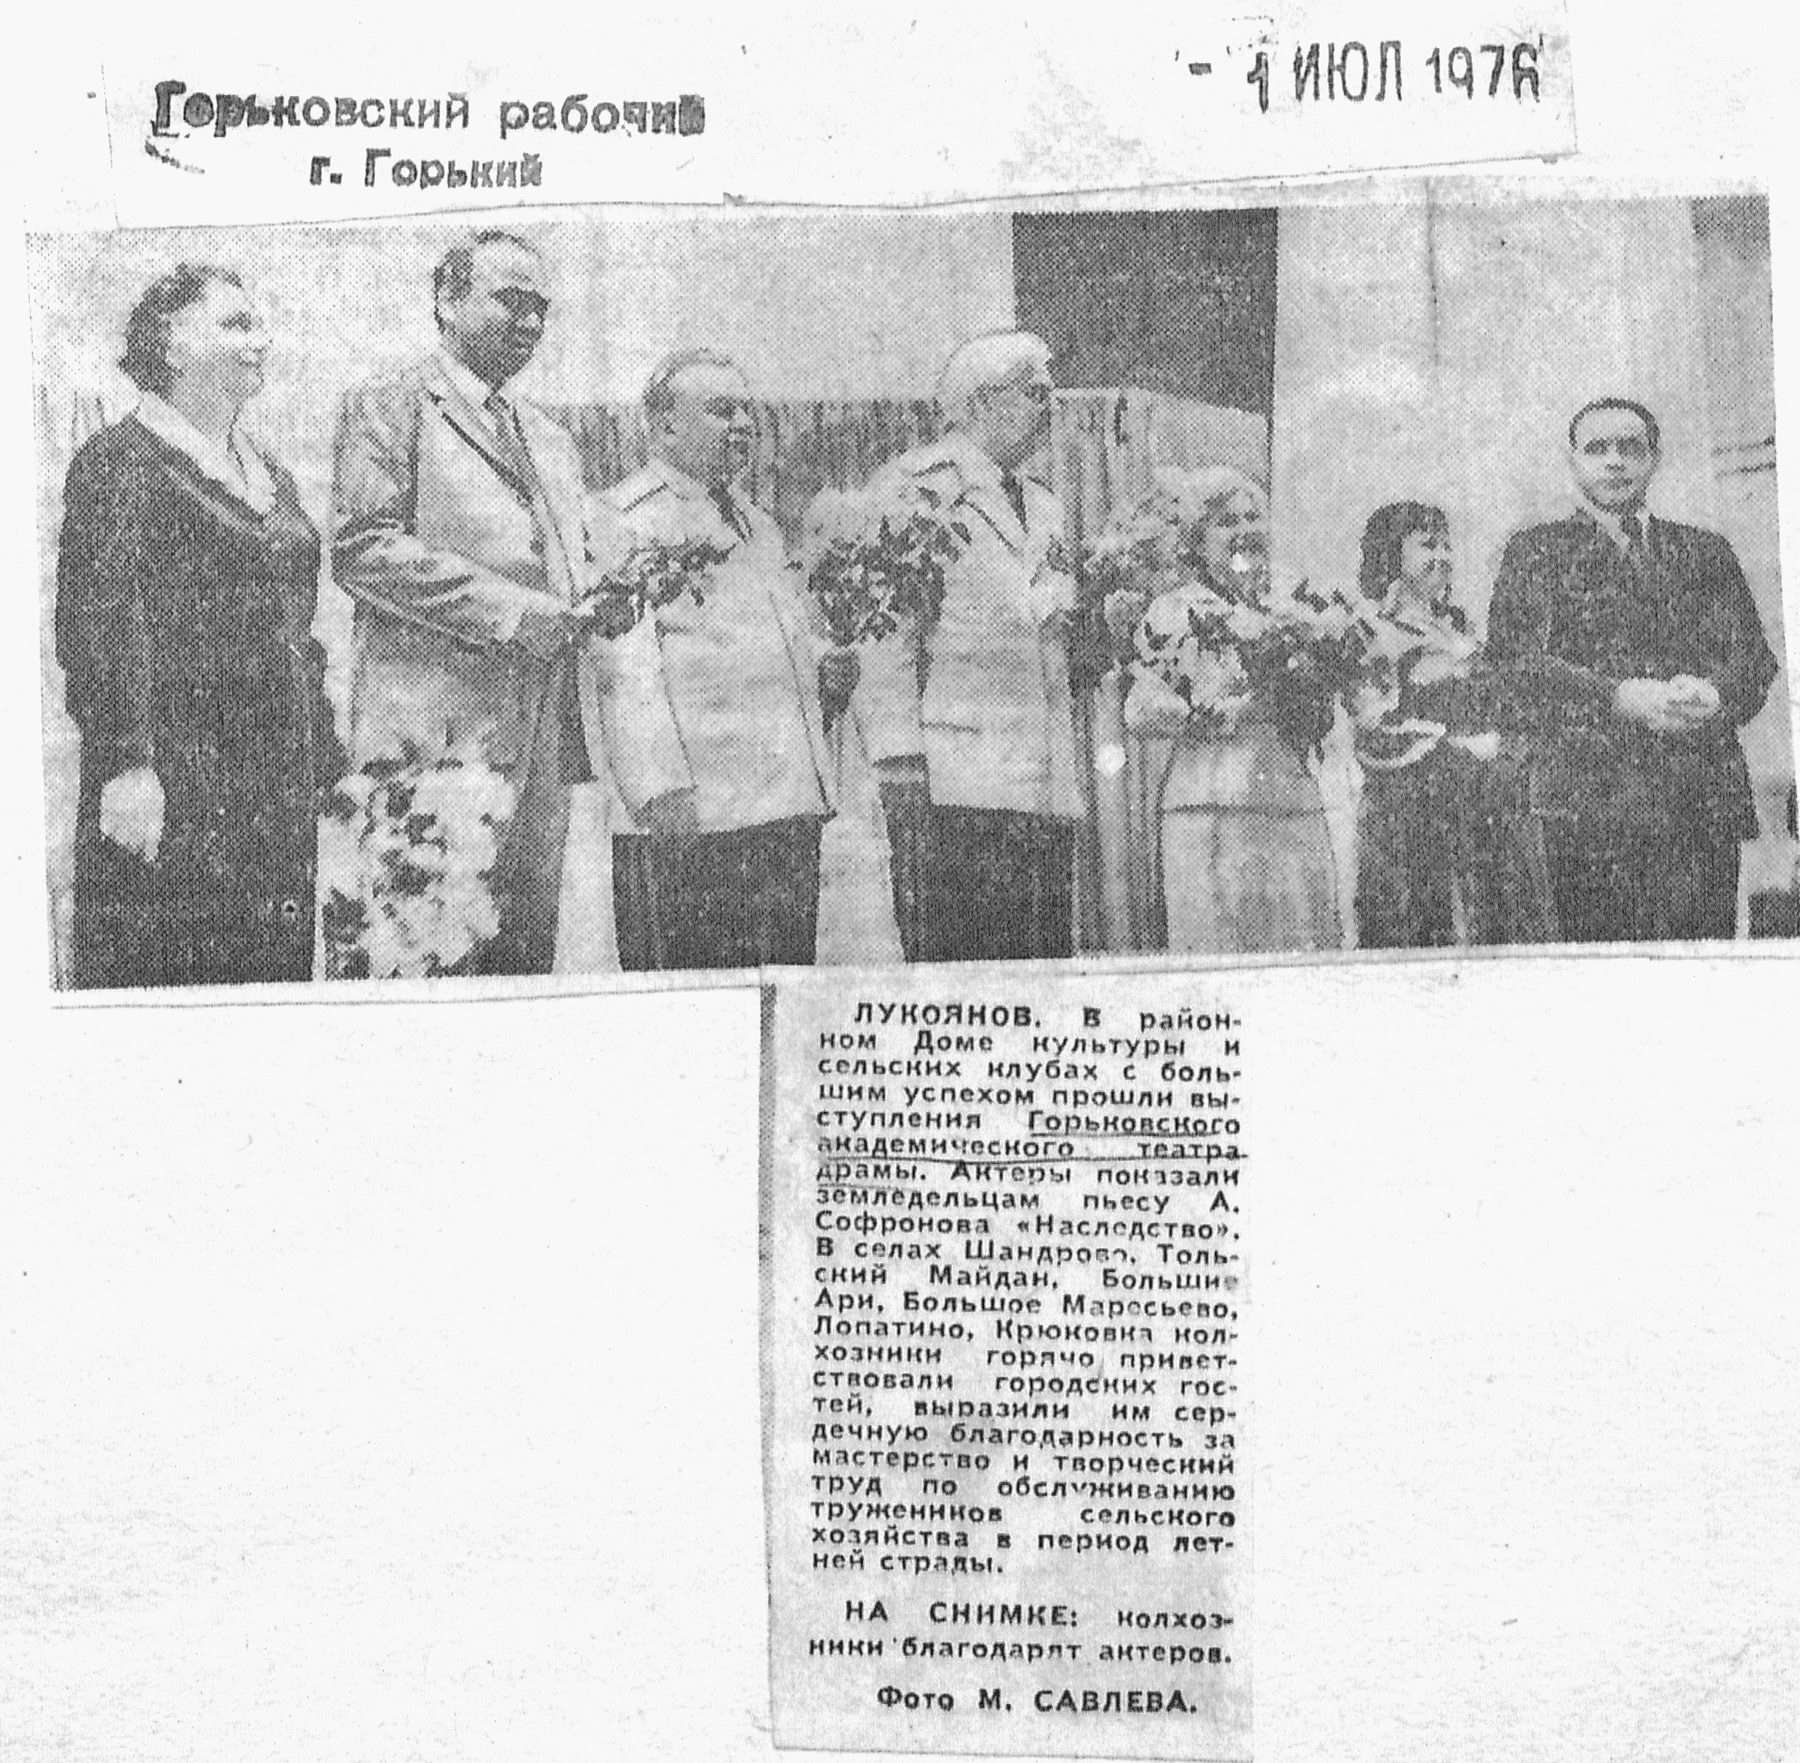 Горьковский рабочий
г. Горький
- 1 ИЮЛ 1976
ЛУКОЯНОВ. В район-
ном Доме культуры и
сельских клубах с боль-
шим успехом прошли вы-
ступления Горьковского
академического театра
драмы. Актеры показали
земледельцам пьесу А.
Софронова «Наследство».
В селах Шандрово, Толь-
ский Майдан, Большие
Ари, Большое Маресьево,
Лопатино, Крюковка кол-
хозники горячо привет-
ствовали городских гос-
тей, выразили им сер-
дечную благодарность за
мастерство и творческий
труд по обслуживанию
тружеников сельского
хозяйства в период лет-
ней страды.
НА СНИМКЕ: колхоз-
ники благодарят актеров.
Фото М. САВЛЕВА.